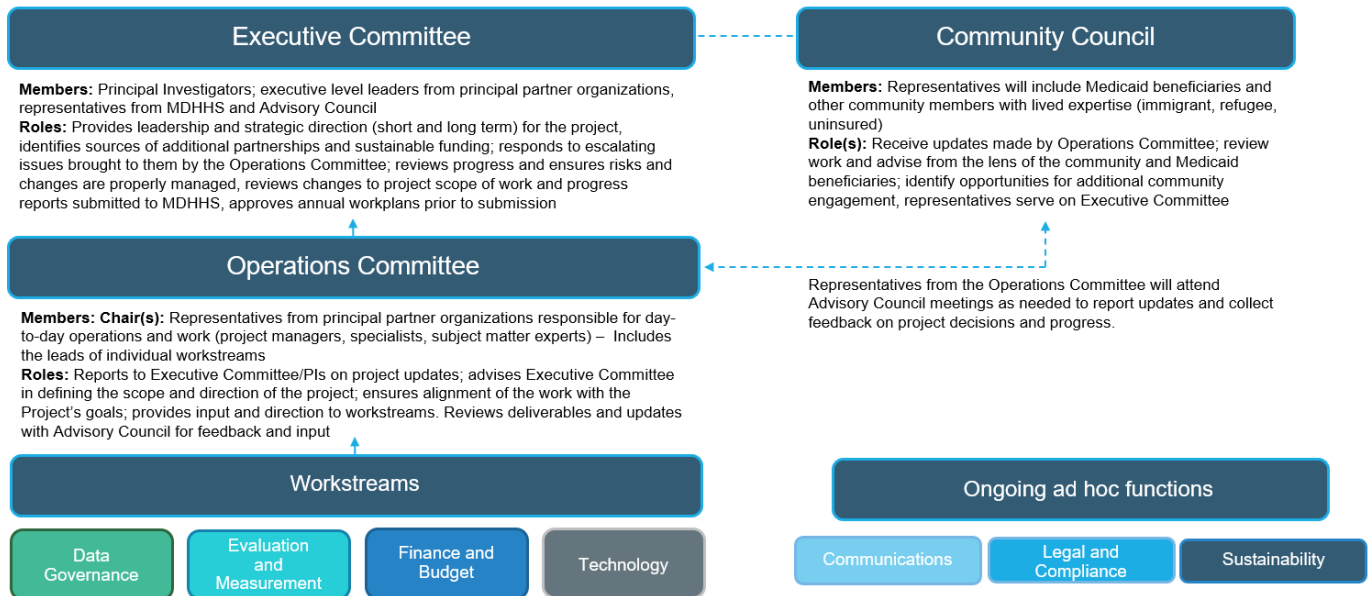 Executive Committee
Members: Principal Investigators; executive level leaders from principal partner organizations,
representatives from MDHHS and Advisory Council
Roles: Provides leadership and strategic direction (short and long term) for the project,
identifies sources of additional partnerships and sustainable funding; responds to escalating
issues brought to them by the Operations Committee; reviews progress and ensures risks and
changes are properly managed, reviews changes to project scope of work and progress
reports submitted to MDHHS, approves annual workplans prior to submission
Community Council
Members: Representatives will include Medicaid beneficiaries and
other community members with lived expertise (immigrant, refugee,
uninsured)
Role(s): Receive updates made by Operations Committee; review
work and advise from the lens of the community and Medicaid
beneficiaries; identify opportunities for additional community
engagement, representatives serve on Executive Committee
Operations Committee
Members: Chair(s): Representatives from principal partner organizations responsible for day-
to-day operations and work (project managers, specialists, subject matter experts) – Includes
the leads of individual workstreams
Roles: Reports to Executive Committee/PIs on project updates; advises Executive Committee
in defining the scope and direction of the project; ensures alignment of the work with the
Project’s goals; provides input and direction to workstreams. Reviews deliverables and updates
with Advisory Council for feedback and input
Representatives from the Operations Committee will attend
Advisory Council meetings as needed to report updates and collect
feedback on project decisions and progress.
Workstreams
Data
Governance
Evaluation
and
Measurement
Finance and
Budget
Technology
Ongoing ad hoc functions
Communications
Legal and
Compliance
Sustainability